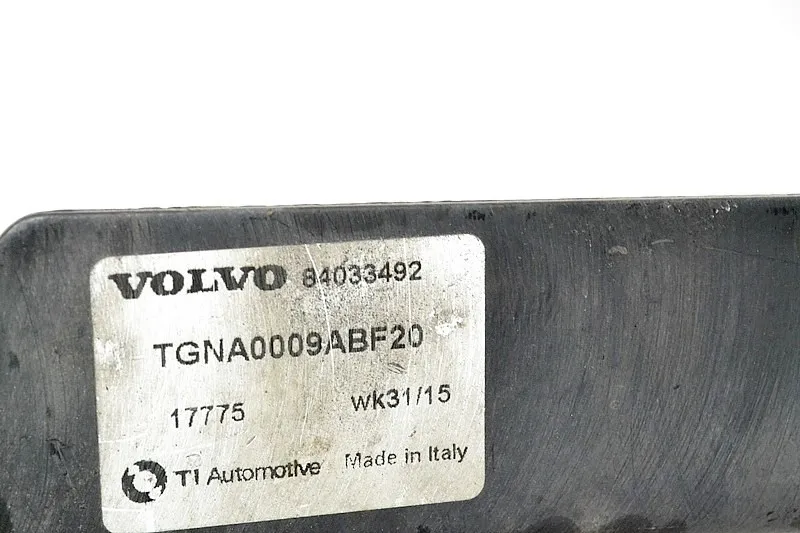 VOLVO 84033492
TGNA0009ABF20
17775 wk31/15
TI Automotive Made in Italy